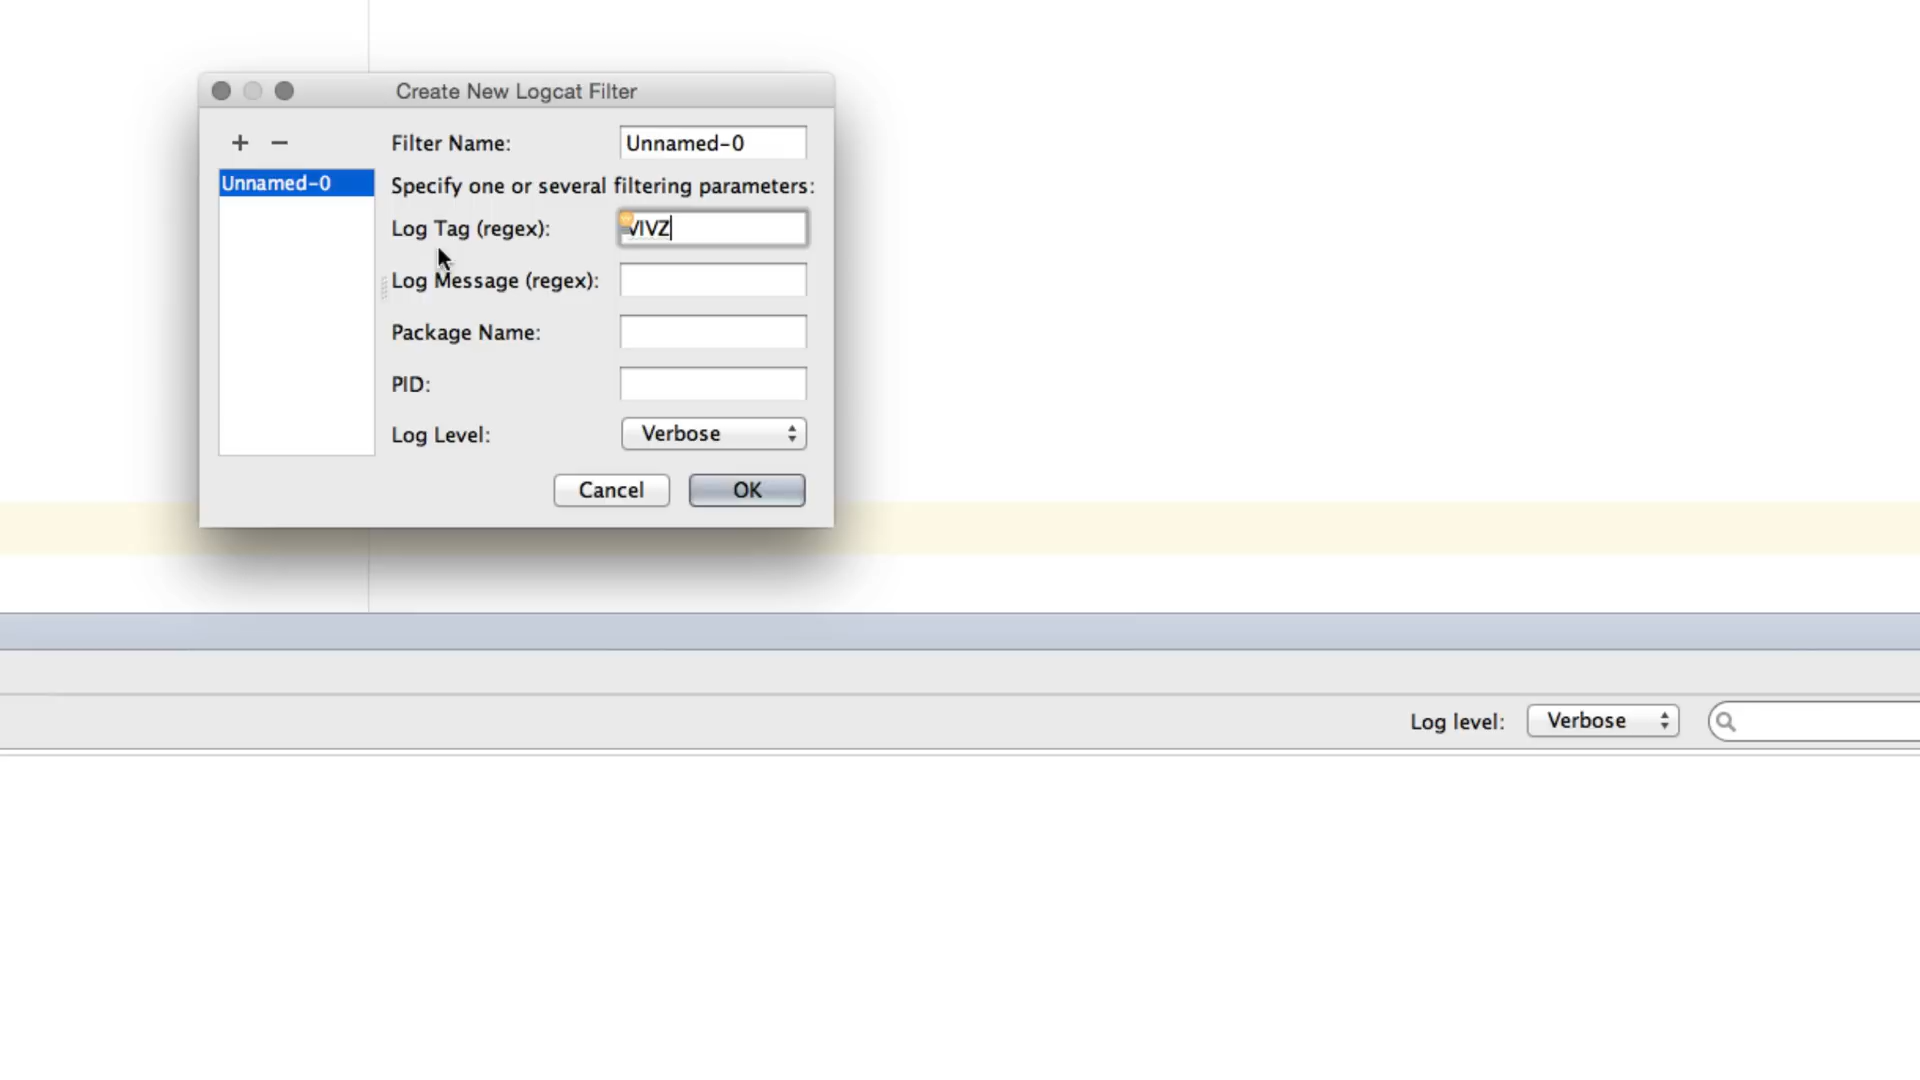 Create New Logcat Filter
+ −
Filter Name: Unnamed-0
Unnamed-0
Specify one or several filtering parameters:
Log Tag (regex): VIVZ
Log Message (regex):
Package Name:
PID:
Log Level: Verbose
Cancel OK
Log level: Verbose